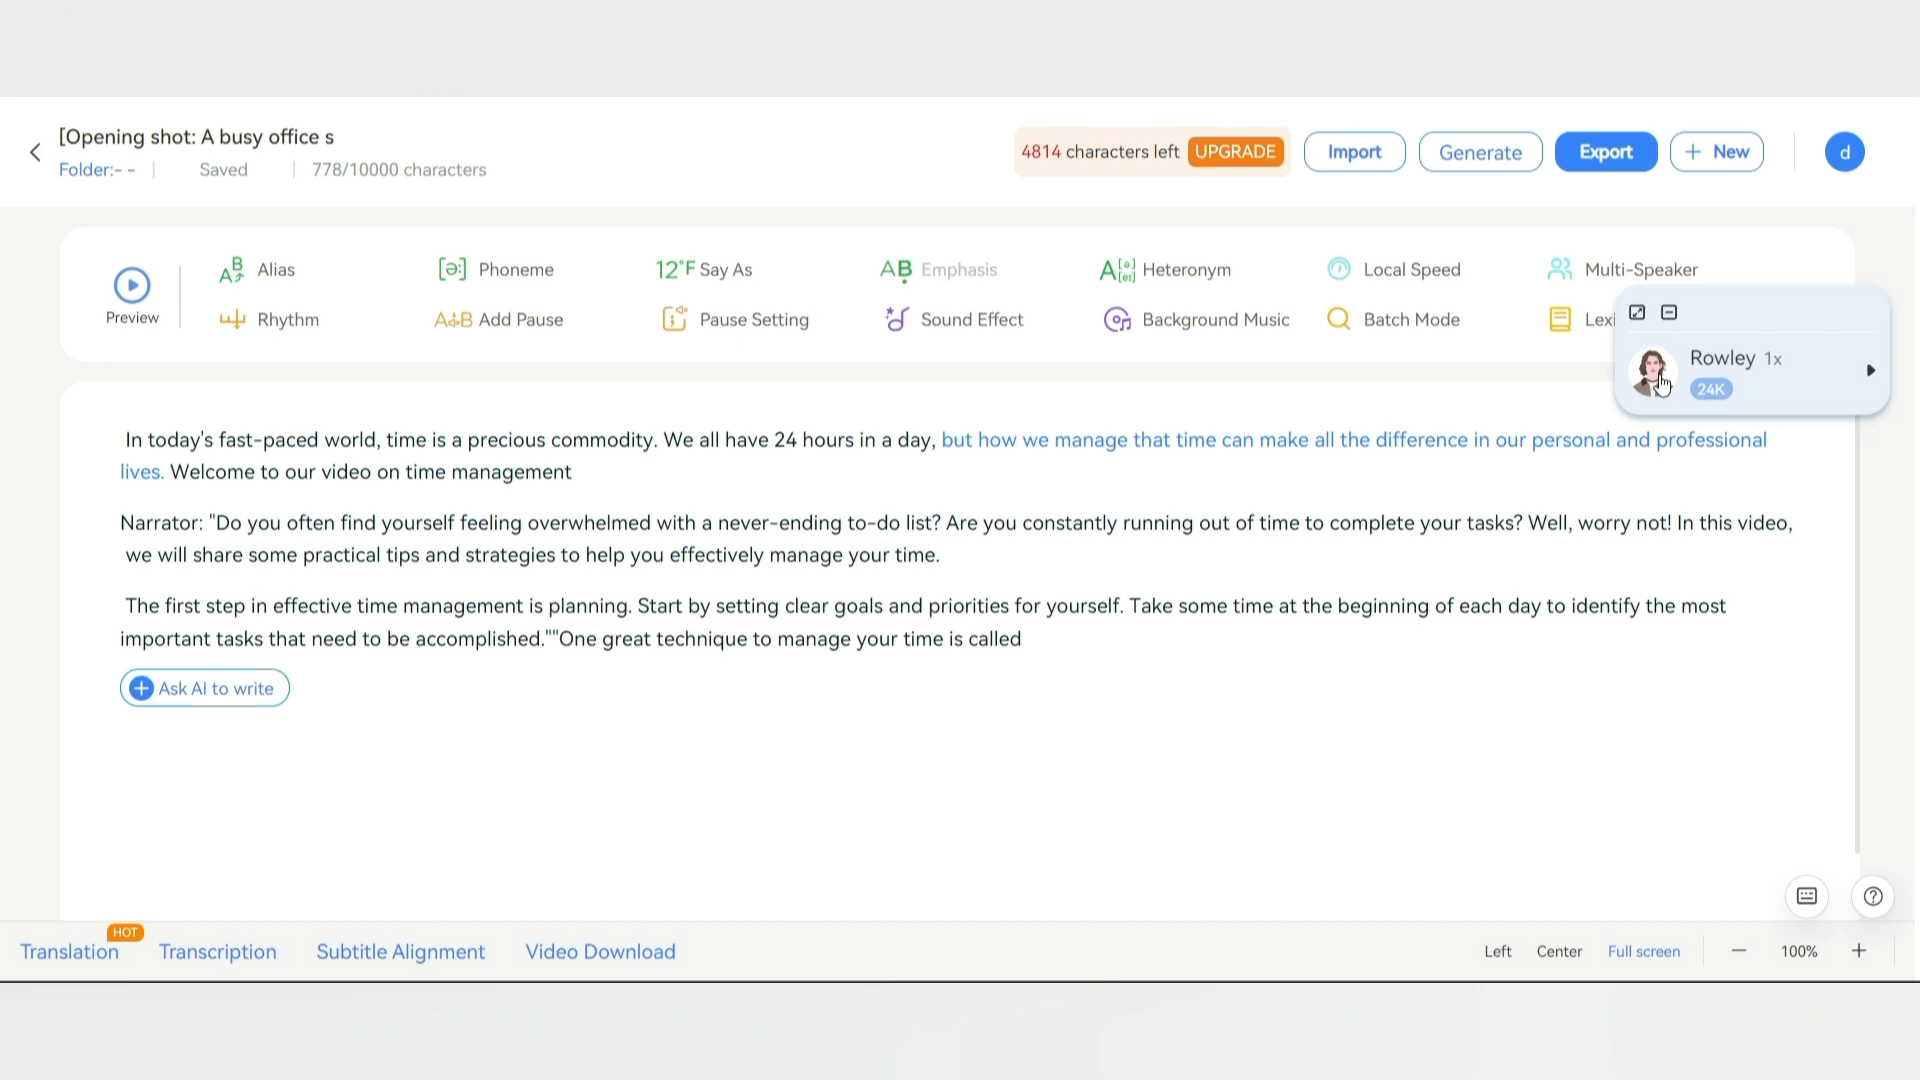 [Opening shot: A busy office s
Folder:- -
Saved
778/10000 characters
4814 characters left
UPGRADE
Import
Generate
Export
+ New
d
Preview
Alias
Phoneme
12°F Say As
Emphasis
Heteronym
Local Speed
Multi-Speaker
Rhythm
Add Pause
Pause Setting
Sound Effect
Background Music
Batch Mode
Lexi
Rowley 1x
24K
In today's fast-paced world, time is a precious commodity. We all have 24 hours in a day, but how we manage that time can make all the difference in our personal and professional
lives. Welcome to our video on time management
Narrator: "Do you often find yourself feeling overwhelmed with a never-ending to-do list? Are you constantly running out of time to complete your tasks? Well, worry not! In this video,
we will share some practical tips and strategies to help you effectively manage your time.
The first step in effective time management is planning. Start by setting clear goals and priorities for yourself. Take some time at the beginning of each day to identify the most
important tasks that need to be accomplished.""One great technique to manage your time is called
Ask AI to write
HOT
Translation
Transcription
Subtitle Alignment
Video Download
Left
Center
Full screen
100%